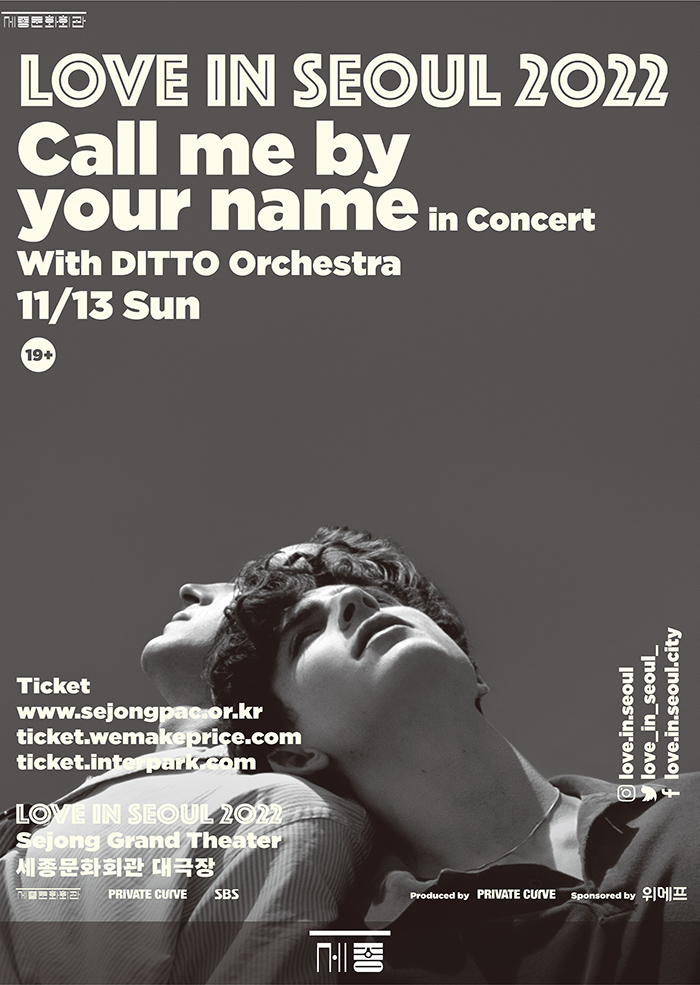 세종문화회관
LOVE IN SEOUL 2022
Call me by
your name in Concert
With DITTO Orchestra
11/13 Sun
19+
Ticket
www.sejongpac.or.kr
ticket.wemakeprice.com
ticket.interpark.com
love.in.seoul
love_in_seoul_
love.in.seoul.city
LOVE IN SEOUL 2022
Sejong Grand Theater
세종문화회관 대극장
세종문화회관 PRIVATE CURVE SBS
Produced by PRIVATE CURVE Sponsored by 위메프
세종